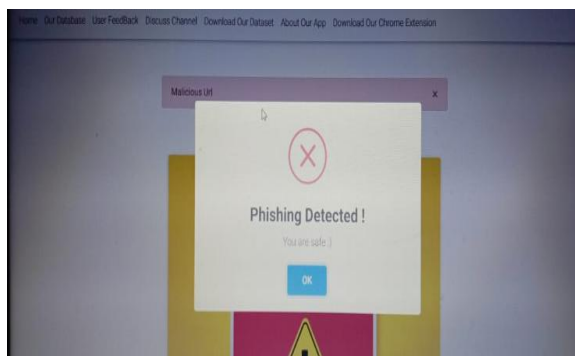 Home Our Database User FeedBack Discuss Channel Download Our Dataset About Our App Download Our Chrome Extension
Malicious Url x
Phishing Detected !
You are safe :)
OK